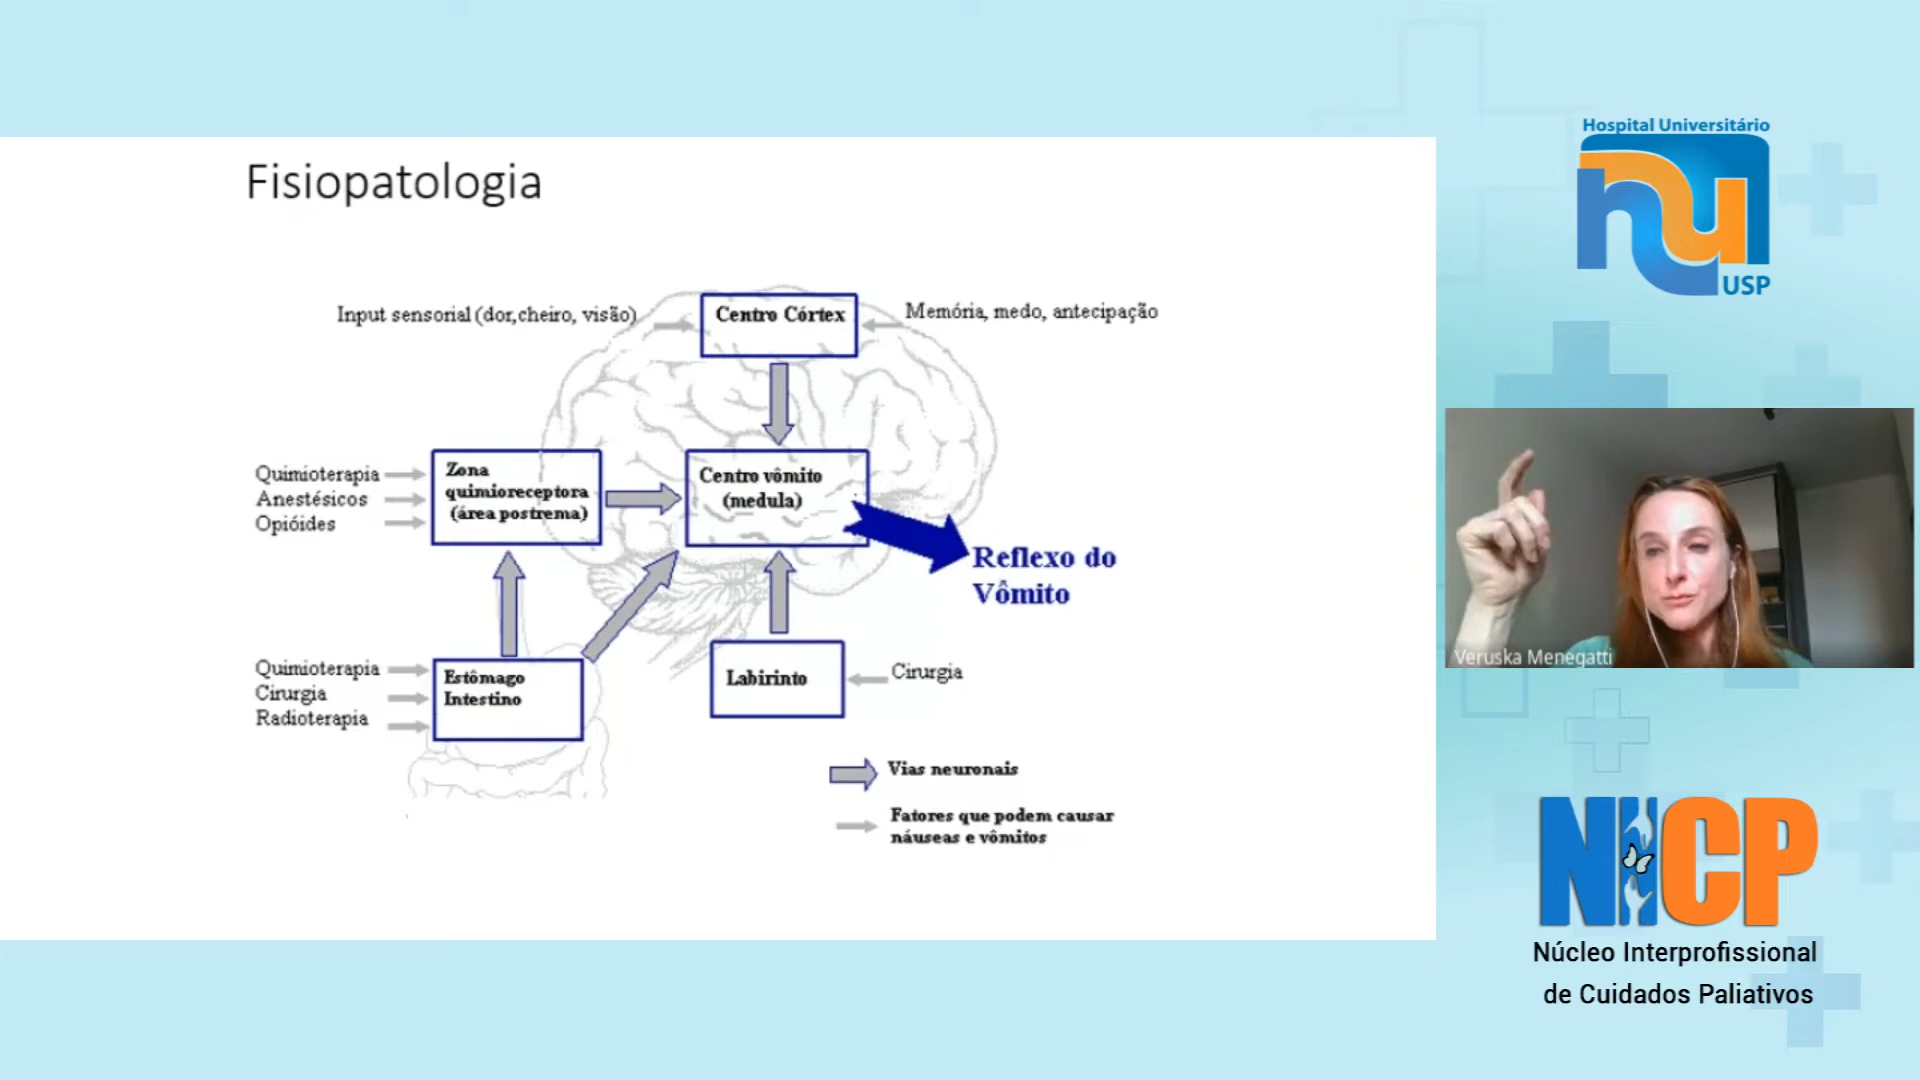 Fisiopatologia
Input sensorial (dor,cheiro, visão)
Centro Córtex
Memória, medo, antecipação
Quimioterapia
Anestésicos
Opióides
Zona
quimioreceptora
(área postrema)
Centro vômito
(medula)
Reflexo do
Vômito
Quimioterapia
Cirurgia
Radioterapia
Estômago
Intestino
Labirinto
Cirurgia
Vias neuronais
Fatores que podem causar
náuseas e vômitos
Hospital Universitário
hu
USP
Veruska Menegatti
NICP
Núcleo Interprofissional
de Cuidados Paliativos